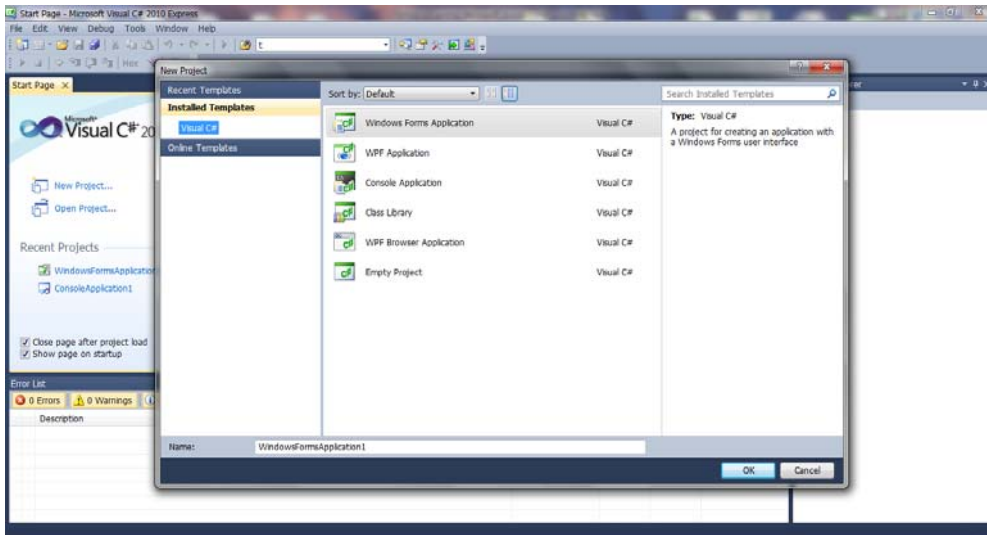 Start Page - Microsoft Visual C# 2010 Express
File Edit View Debug Tools Window Help
t
Hex
New Project
Start Page
Recent Templates
Installed Templates
Visual C#
Online Templates
Sort by: Default
Search Installed Templates
Windows Forms Application Visual C#
WPF Application Visual C#
Console Application Visual C#
Class Library Visual C#
WPF Browser Application Visual C#
Empty Project Visual C#
Type: Visual C#
A project for creating an application with
a Windows Forms user interface
Microsoft
Visual C# 20
New Project...
Open Project...
Recent Projects
WindowsFormsApplication
ConsoleApplication1
Close page after project load
Show page on startup
Error List
0 Errors 0 Warnings
Description
Name: WindowsFormsApplication1
OK Cancel